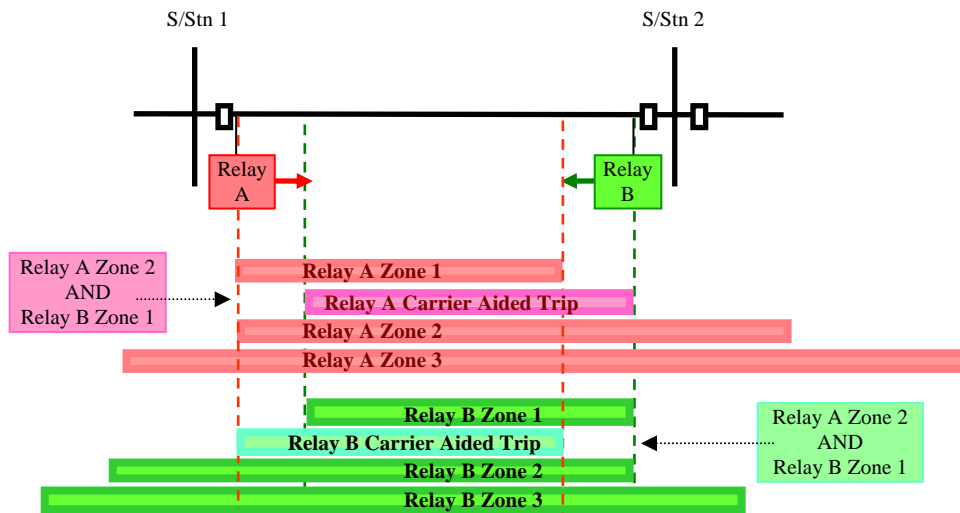 S/Stn 1
S/Stn 2
Relay
A
Relay
B
Relay A Zone 2
AND
Relay B Zone 1
Relay A Zone 1
Relay A Carrier Aided Trip
Relay A Zone 2
Relay A Zone 3
Relay B Zone 1
Relay B Carrier Aided Trip
Relay B Zone 2
Relay B Zone 3
Relay A Zone 2
AND
Relay B Zone 1